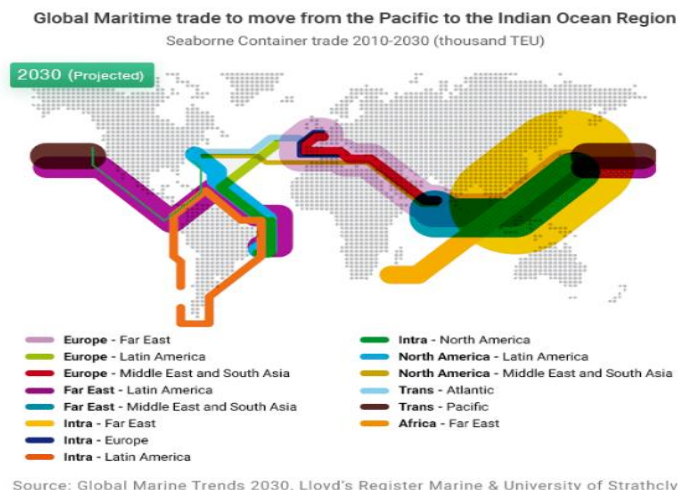 Global Maritime trade to move from the Pacific to the Indian Ocean Region
Seaborne Container trade 2010-2030 (thousand TEU)
2030 (Projected)
Europe - Far East
Europe - Latin America
Europe - Middle East and South Asia
Far East - Latin America
Far East - Middle East and South Asia
Intra - Far East
Intra - Europe
Intra - Latin America
Intra - North America
North America - Latin America
North America - Middle East and South Asia
Trans - Atlantic
Trans - Pacific
Africa - Far East
Source: Global Marine Trends 2030, Lloyd's Register Marine & University of Strathcly